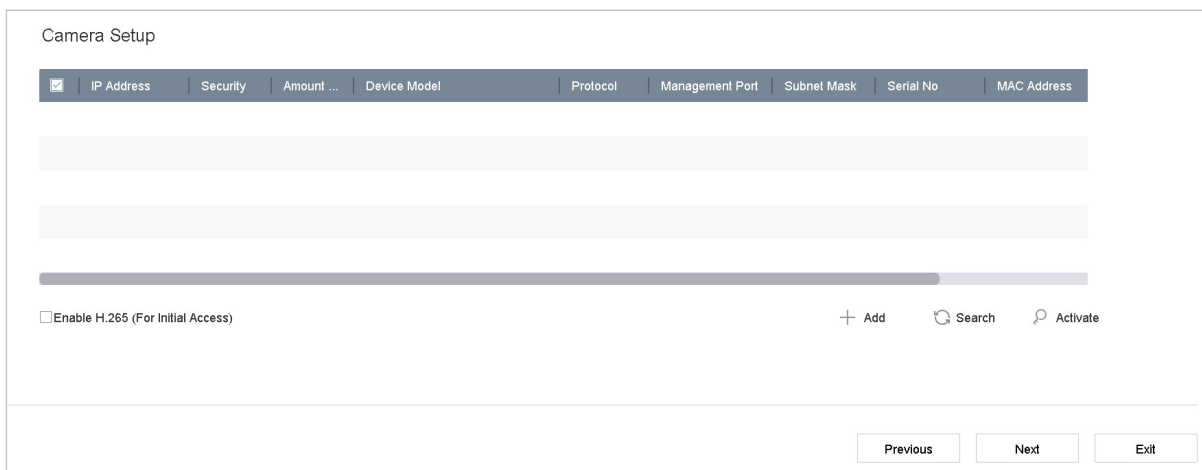 Camera Setup
IP Address Security Amount ... Device Model Protocol Management Port Subnet Mask Serial No MAC Address
Enable H.265 (For Initial Access) Add Search Activate
Previous Next Exit